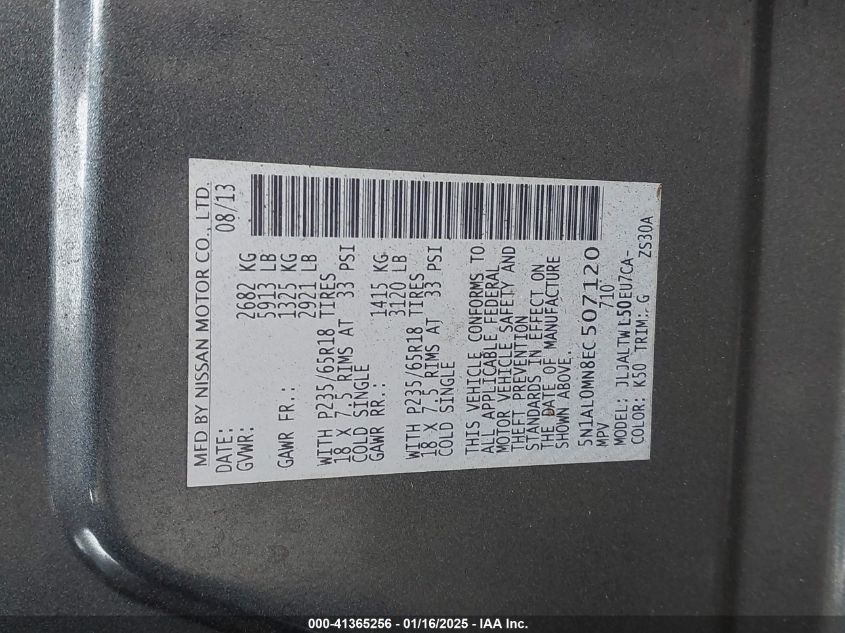 MFD BY NISSAN MOTOR CO., LTD.
DATE: 08/13
GVWR: 2682 KG
5913 LB
GAWR FR.: 1325 KG
2921 LB
WITH P235/65R18 TIRES
18 X 7.5 RIMS AT 33 PSI
COLD SINGLE
GAWR RR.: 1415 KG
3120 LB
WITH P235/65R18 TIRES
18 X 7.5 RIMS AT 33 PSI
COLD SINGLE
THIS VEHICLE CONFORMS TO
ALL APPLICABLE FEDERAL
MOTOR VEHICLE SAFETY AND
THEFT PREVENTION
STANDARDS IN EFFECT ON
THE DATE OF MANUFACTURE
SHOWN ABOVE.
5N1AL0MN8EC507120
MPV 710
MODEL: JLJALTWL50EU7CA-
COLOR: K50 TRIM: G ZS30A
000-41365256 - 01/16/2025 - IAA Inc.